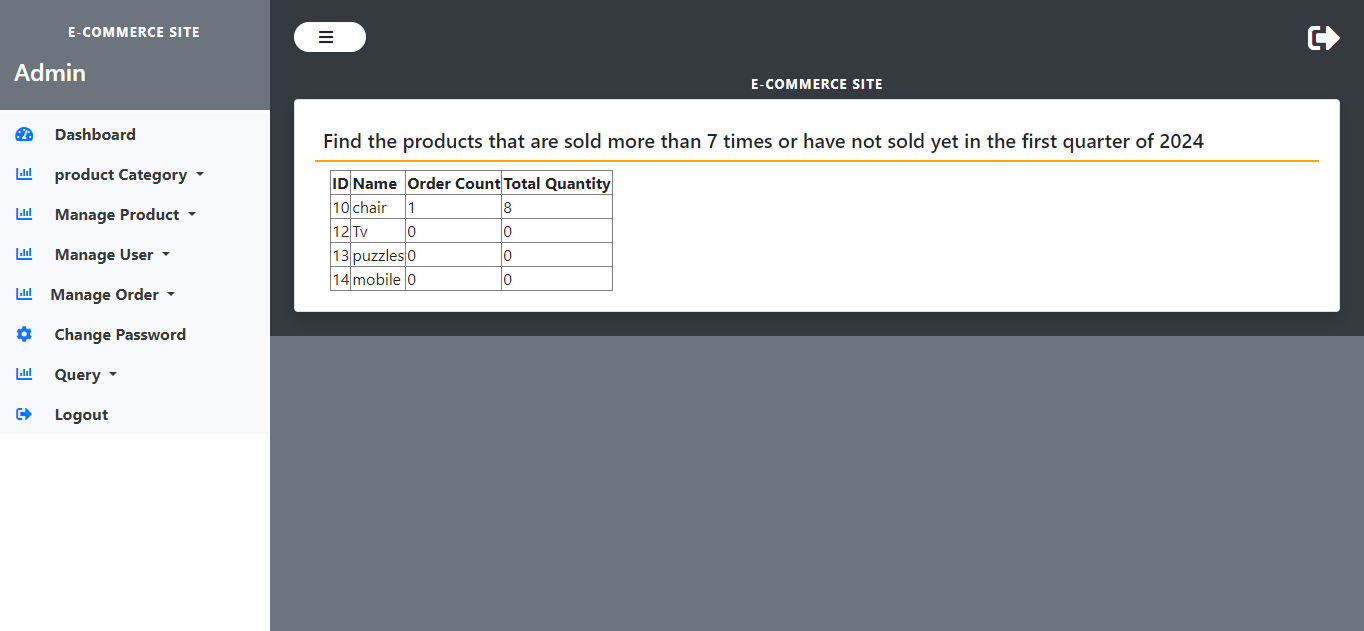 E-COMMERCE SITE
Admin
Dashboard
product Category
Manage Product
Manage User
Manage Order
Change Password
Query
Logout
E-COMMERCE SITE
Find the products that are sold more than 7 times or have not sold yet in the first quarter of 2024
ID Name Order Count Total Quantity
10 chair 1 8
12 Tv 0 0
13 puzzles 0 0
14 mobile 0 0